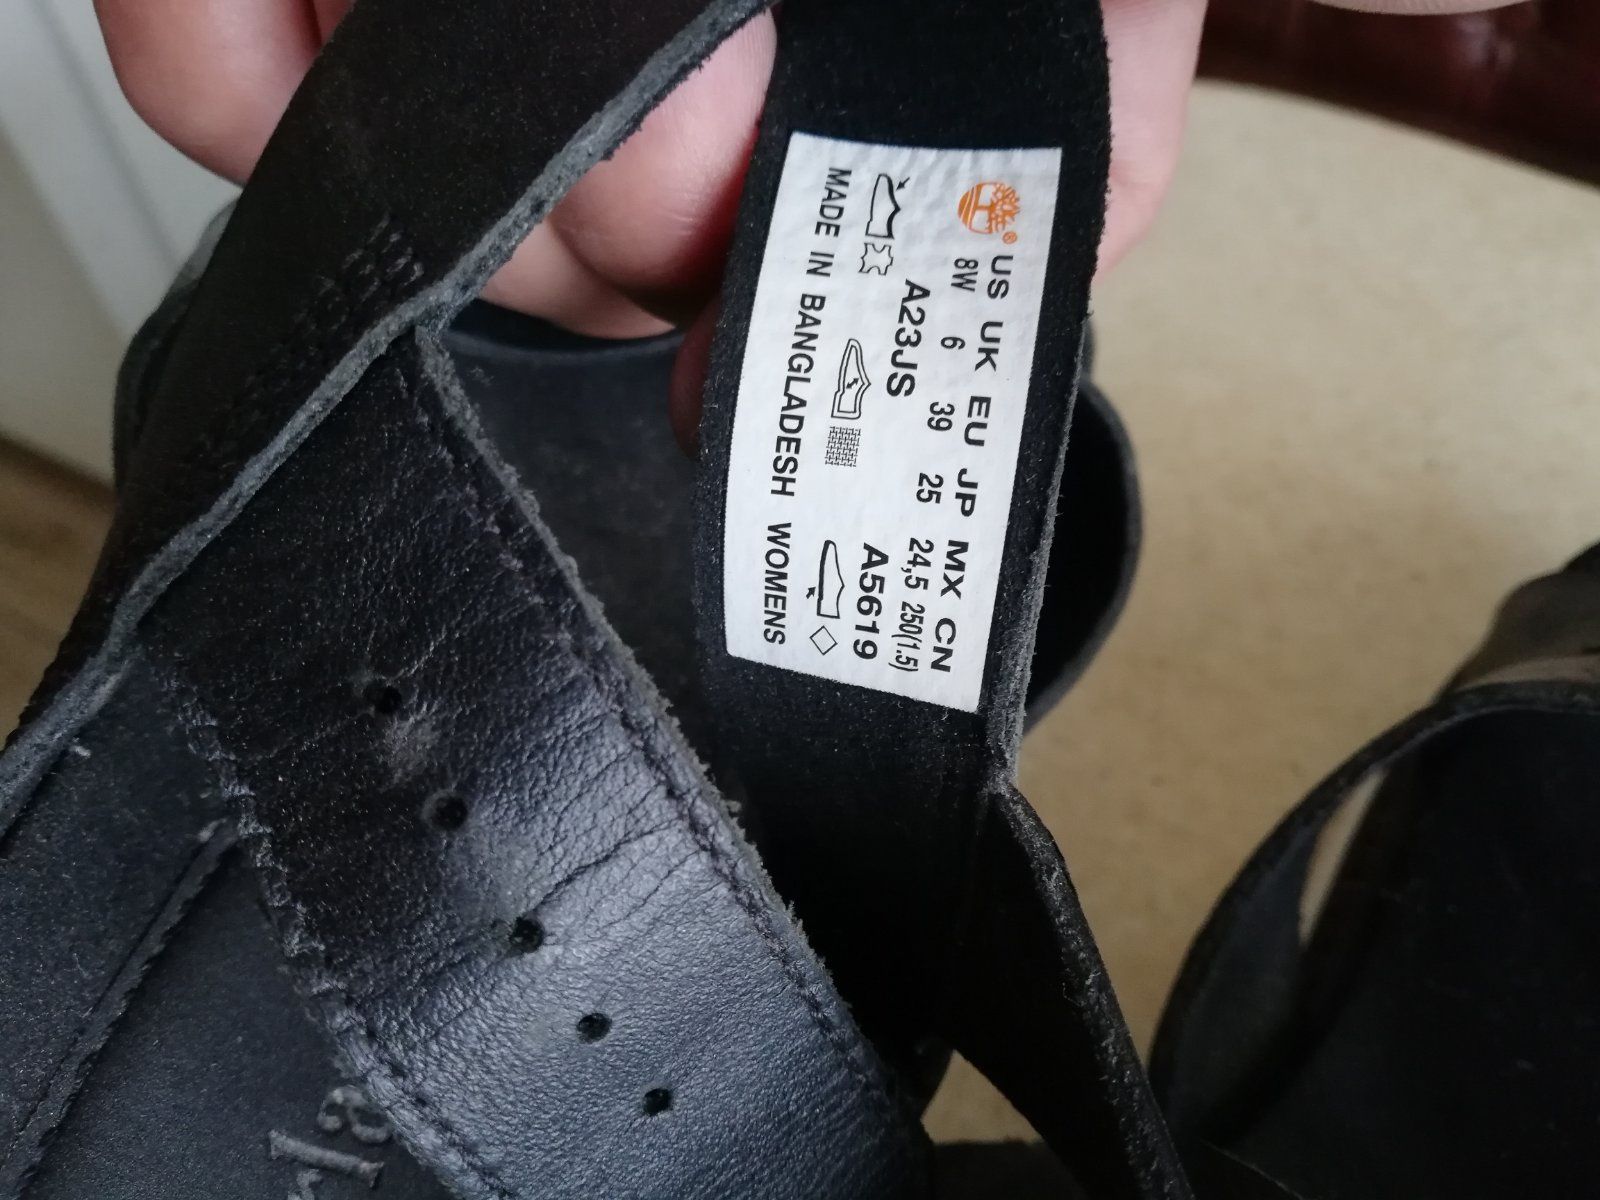 ®
US UK EU JP MX CN
8W 6 39 25 24,5 250(1.5)
A23JS A5619
MADE IN BANGLADESH WOMENS